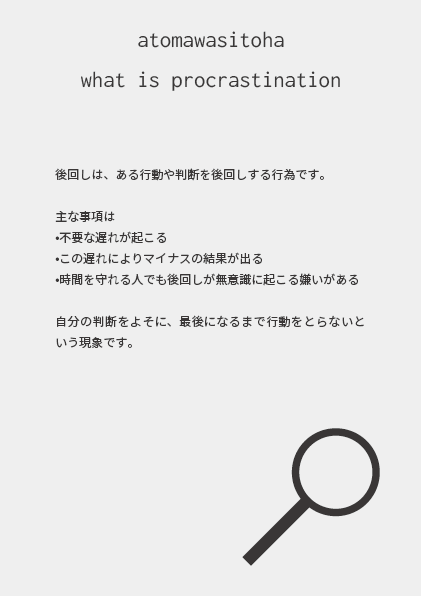 atomawasitoha
what is procrastination
後回しは、ある行動や判断を後回しする行為です。
主な事項は
•不要な遅れが起こる
•この遅れによりマイナスの結果が出る
•時間を守れる人でも後回しが無意識に起こる嫌いがある
自分の判断をよそに、最後になるまで行動をとらないと
いう現象です。